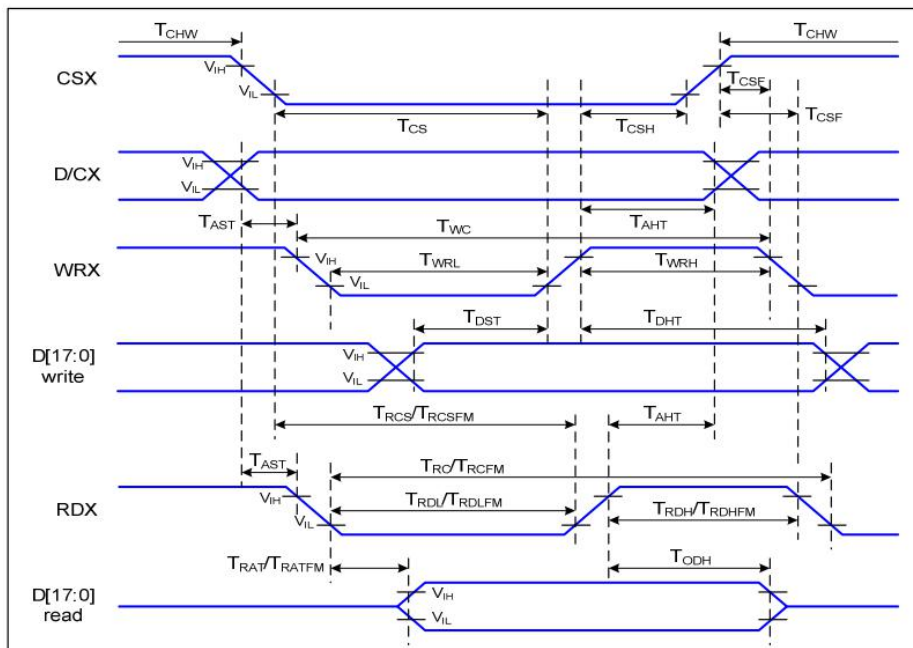 TCHW TCHW
CSX
VIH
VIL
TCSF
TCS TCSH TCSF
D/CX
VIH
VIL
TAST TWC TAHT
WRX
VIH
VIL
TWRL TWRH
TDST TDHT
D[17:0]
write
VIH
VIL
TRCS/TRCSFM TAHT
TAST TRC/TRCFM
RDX
VIH
VIL
TRDL/TRDLFM TRDH/TRDHFM
TRAT/TRATFM TODH
D[17:0]
read
VIH
VIL